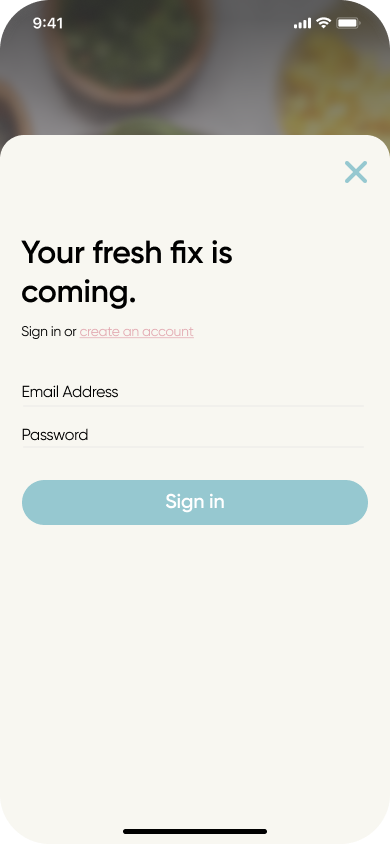 9:41
Your fresh fix is
coming.
Sign in or create an account
Email Address
Password
Sign in